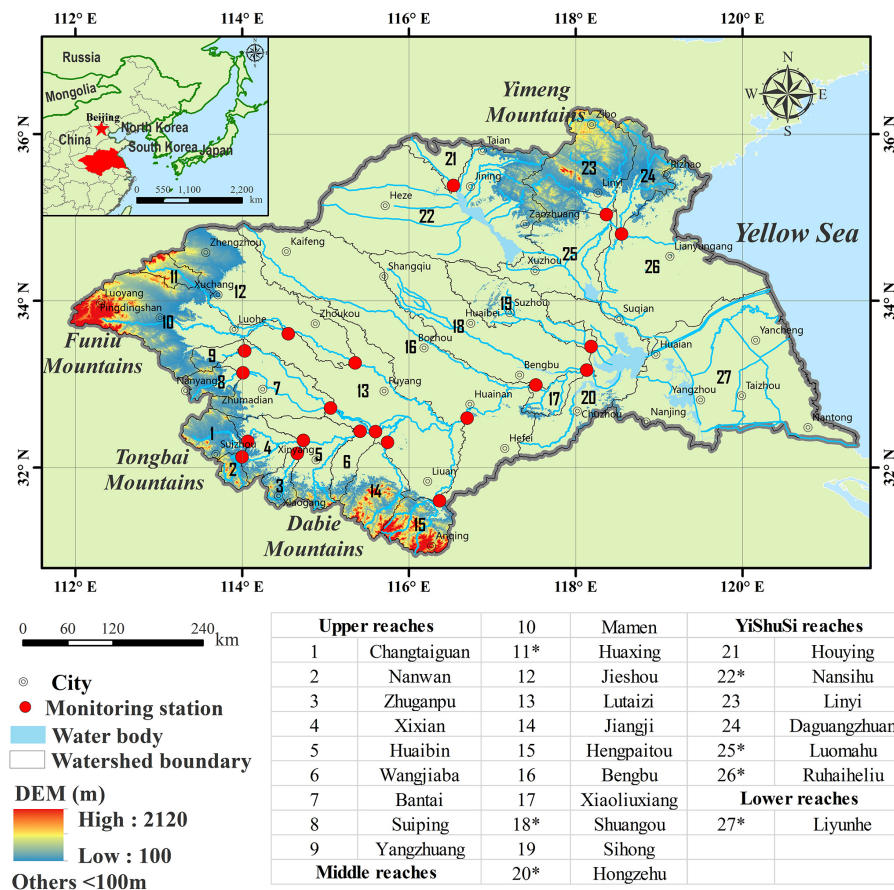 112° E 114° E 116° E 118° E 120° E
36° N
34° N
32° N
36° N
34° N
32° N
112° E 114° E 116° E 118° E 120° E
Russia
Mongolia
Beijing
China
North Korea
South Korea
Japan
0 550 1,100 2,200
km
N
W E
S
Yimeng
Mountains
Yellow Sea
Funiu
Mountains
Tongbai
Mountains
Dabie
Mountains
Zibo
Taian
21
Jining
Heze
22
23
Linyi
24
Rizhao
Zaozhuang
25
Xuzhou
26
Lianyungang
Zhengzhou
Kaifeng
Shangqiu
11
Xuchang
12
Luoyang
Pingdingshan
10
Luohe
Zhoukou
18
Huaibei
19
Suzhou
Suqian
16
Bozhou
Huaian
Yancheng
9
Nanyang
8
Zhumadian
7
13
Fuyang
Bengbu
Huainan
17
20
Chuzhou
27
Yangzhou
Taizhou
Nanjing
Nantong
Hefei
1
Suizhou
2
4
Xinyang
5
6
3
Xiaogang
Liuan
14
15
Anqing
0 60 120 240
km
City
Monitoring station
Water body
Watershed boundary
DEM (m)
High : 2120
Low : 100
Others <100m
Upper reaches 10 Mamen YiShuSi reaches
1 Changtaiguan 11* Huaxing 21 Houying
2 Nanwan 12 Jieshou 22* Nansihu
3 Zhuganpu 13 Lutaizi 23 Linyi
4 Xixian 14 Jiangji 24 Daguangzhuan
5 Huaibin 15 Hengpaitou 25* Luomahu
6 Wangjiaba 16 Bengbu 26* Ruhaiheliu
7 Bantai 17 Xiaoliuxiang Lower reaches
8 Suiping 18* Shuangou 27* Liyunhe
9 Yangzhuang 19 Sihong
Middle reaches 20* Hongzehu